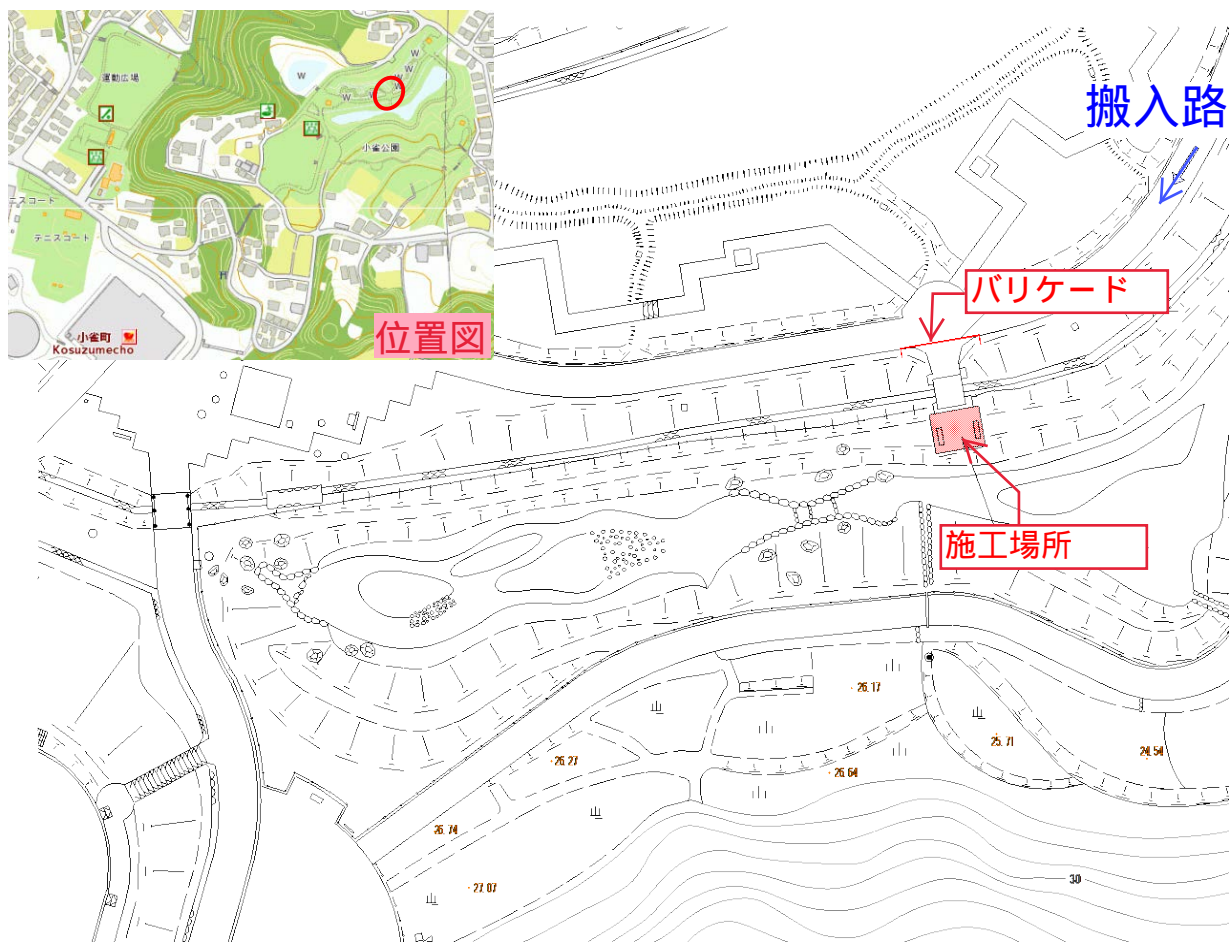 運動広場
W
W
W
W
W
小雀公園
ニスコート
テニスコート
小雀町
Kosuzumecho
位置図
搬入路
バリケード
施工場所
26.17
25.71
24.54
26.27
26.64
26.74
27.07
30